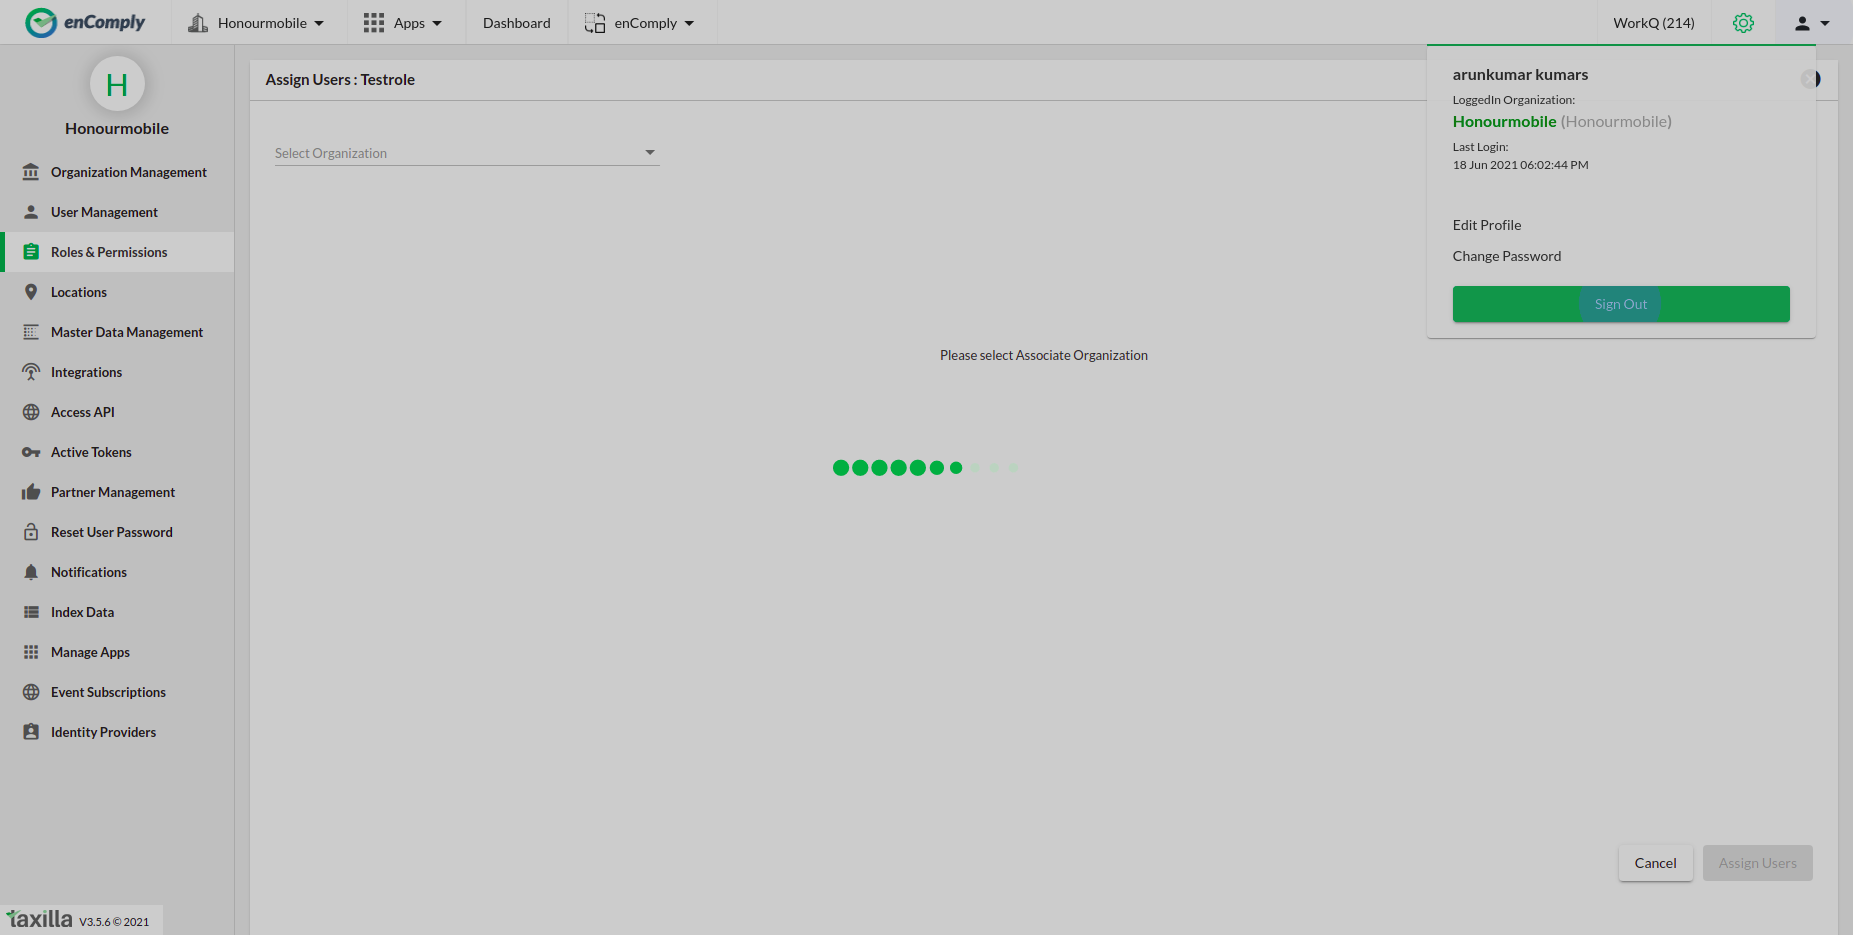 enComply
Honourmobile
Apps
Dashboard
enComply
WorkQ (214)
H
Honourmobile
Organization Management
User Management
Roles & Permissions
Locations
Master Data Management
Integrations
Access API
Active Tokens
Partner Management
Reset User Password
Notifications
Index Data
Manage Apps
Event Subscriptions
Identity Providers
taxilla V3.5.6 © 2021
Assign Users : Testrole
Select Organization
Please select Associate Organization
Cancel
Assign Users
arunkumar kumars
LoggedIn Organization:
Honourmobile (Honourmobile)
Last Login:
18 Jun 2021 06:02:44 PM
Edit Profile
Change Password
Sign Out